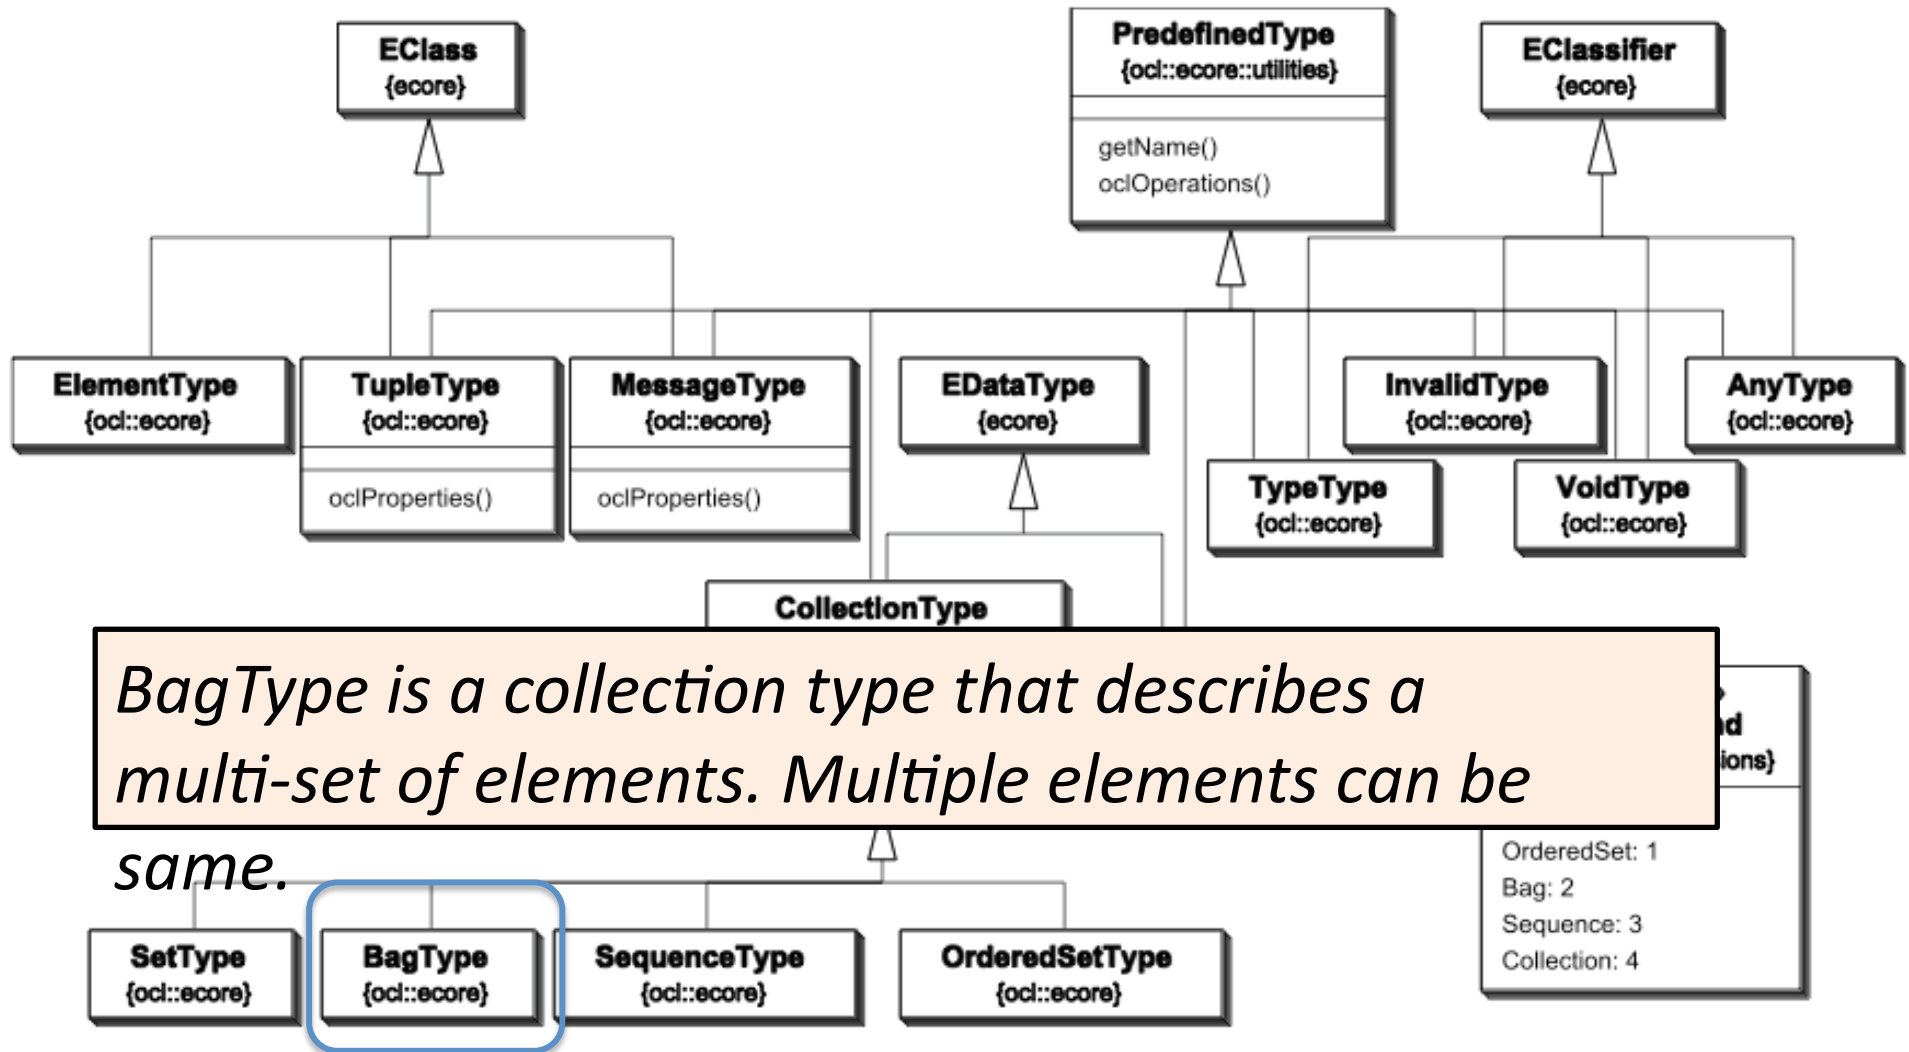 EClass
{ecore}
PredefinedType
{ocl::ecore::utilities}
getName()
oclOperations()
EClassifier
{ecore}
ElementType
{ocl::ecore}
TupleType
{ocl::ecore}
oclProperties()
MessageType
{ocl::ecore}
oclProperties()
EDataType
{ecore}
InvalidType
{ocl::ecore}
AnyType
{ocl::ecore}
TypeType
{ocl::ecore}
VoidType
{ocl::ecore}
CollectionType
BagType is a collection type that describes a
multi-set of elements. Multiple elements can be
same.
OrderedSet: 1
Bag: 2
Sequence: 3
Collection: 4
SetType
{ocl::ecore}
BagType
{ocl::ecore}
SequenceType
{ocl::ecore}
OrderedSetType
{ocl::ecore}